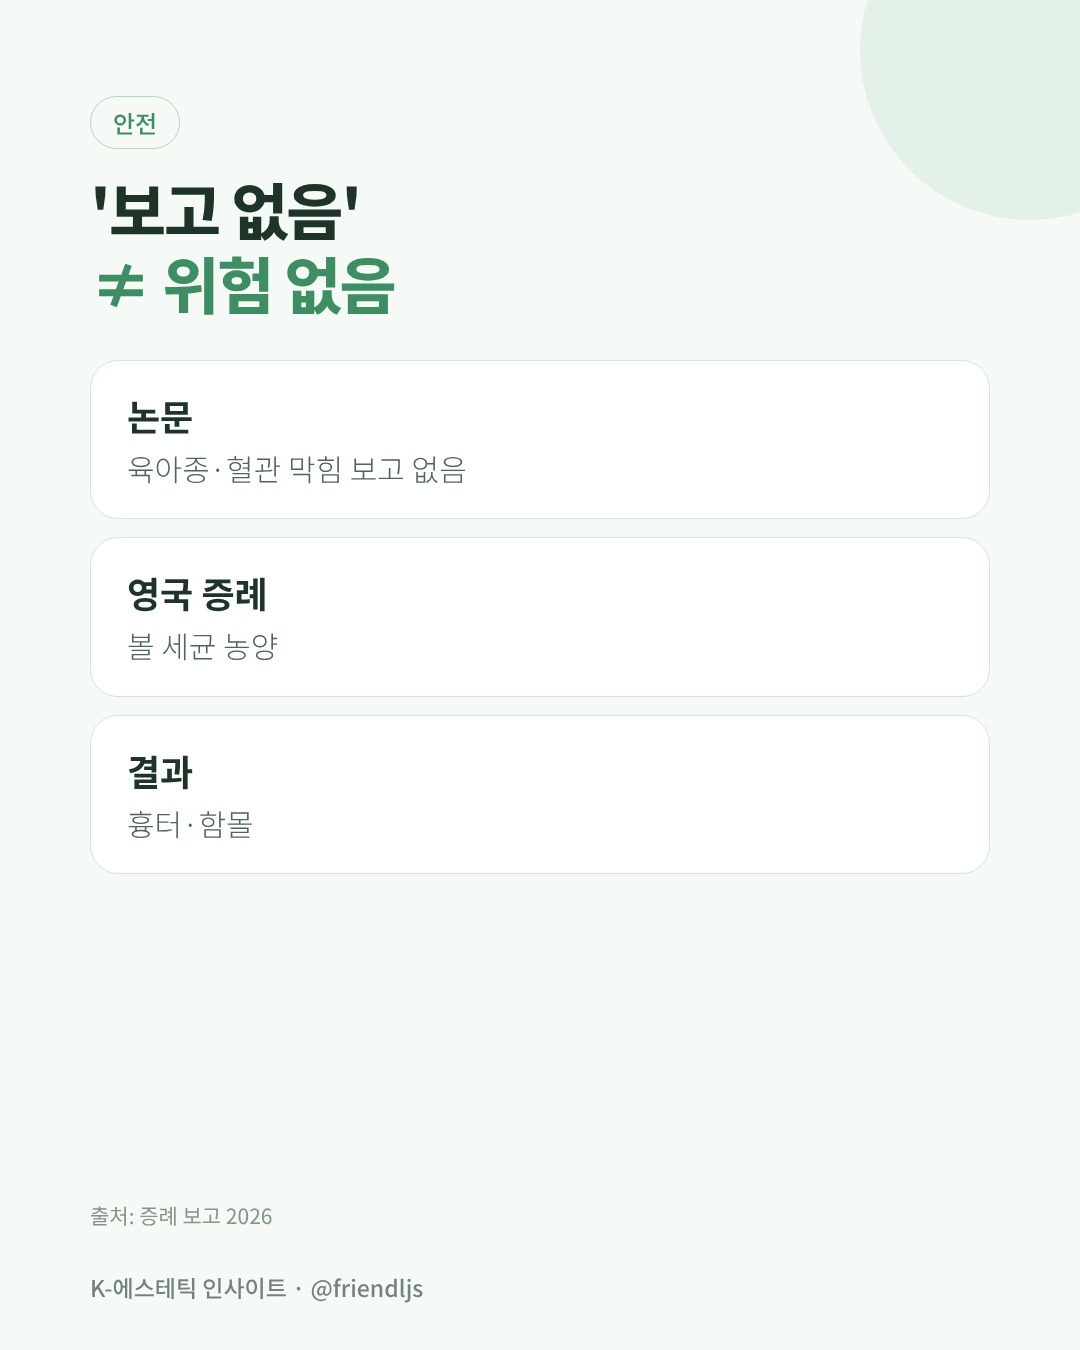 안전
'보고 없음'
≠ 위험 없음
논문
육아종·혈관 막힘 보고 없음
영국 증례
볼 세균 농양
결과
흉터·함몰
출처: 증례 보고 2026
K-에스테틱 인사이트 · @friendljs